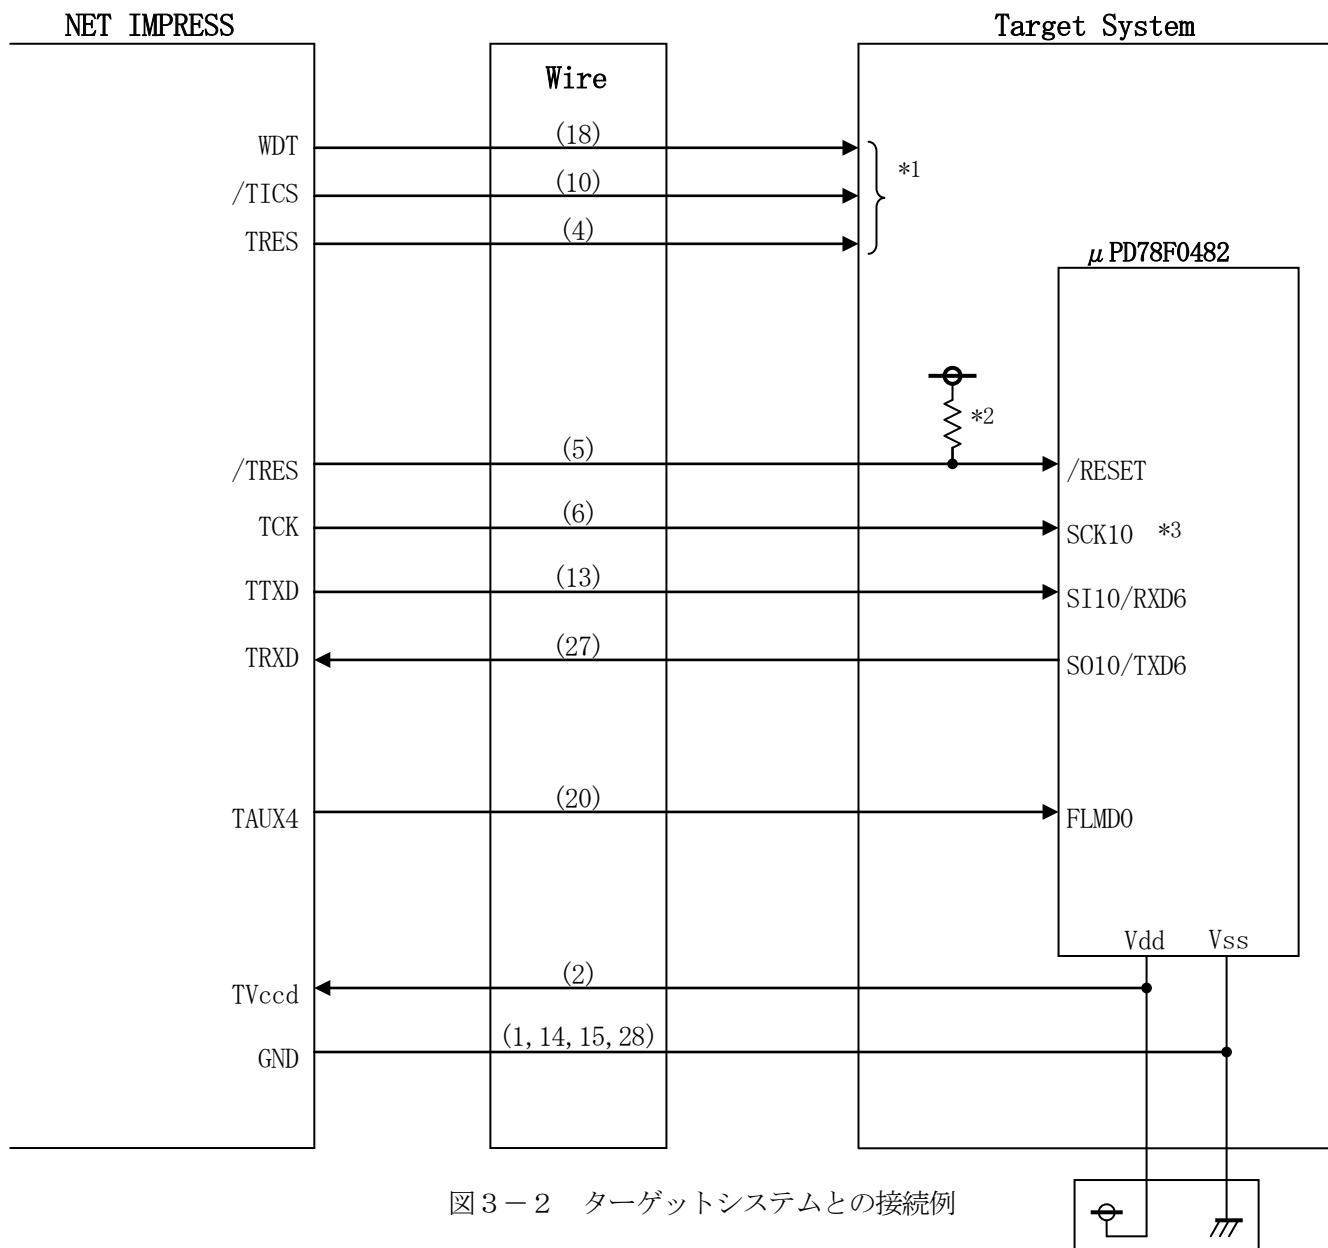 NET IMPRESS
Target System
Wire
WDT (18)
*1
/TICS (10)
TRES (4)
μPD78F0482
*2
/TRES (5) /RESET
TCK (6) SCK10 *3
TTXD (13) SI10/RXD6
TRXD (27) SO10/TXD6
TAUX4 (20) FLMD0
Vdd Vss
TVccd (2)
GND (1,14,15,28)
図3-2 ターゲットシステムとの接続例